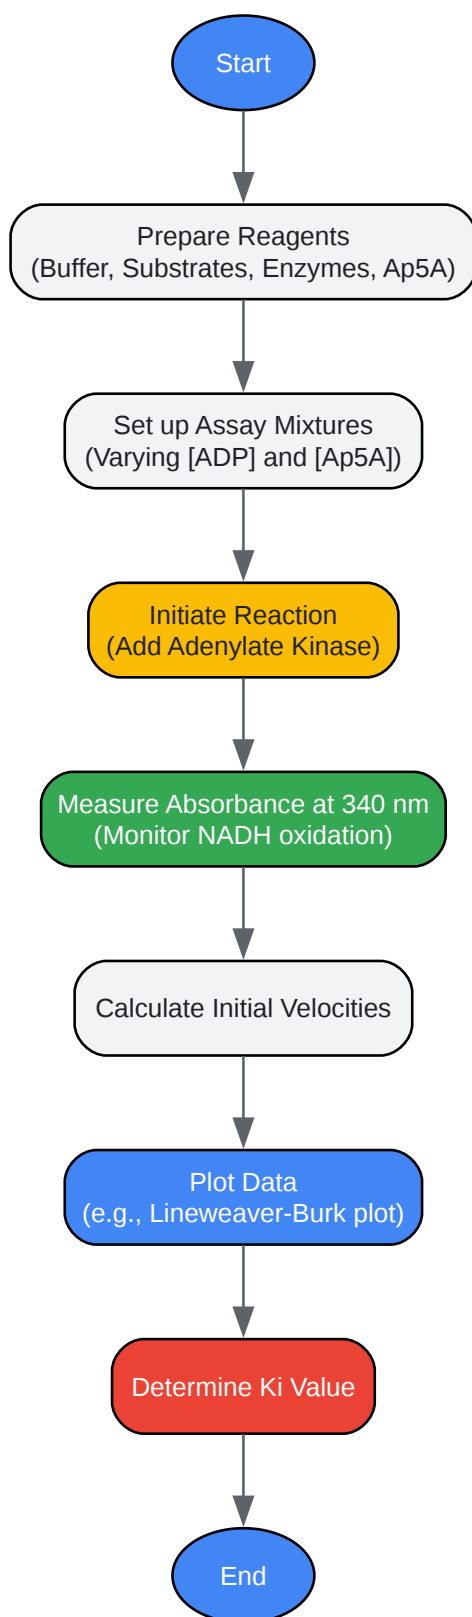 Start
Prepare Reagents
(Buffer, Substrates, Enzymes, Ap5A)
Set up Assay Mixtures
(Varying [ADP] and [Ap5A])
Initiate Reaction
(Add Adenylate Kinase)
Measure Absorbance at 340 nm
(Monitor NADH oxidation)
Calculate Initial Velocities
Plot Data
(e.g., Lineweaver-Burk plot)
Determine Ki Value
End